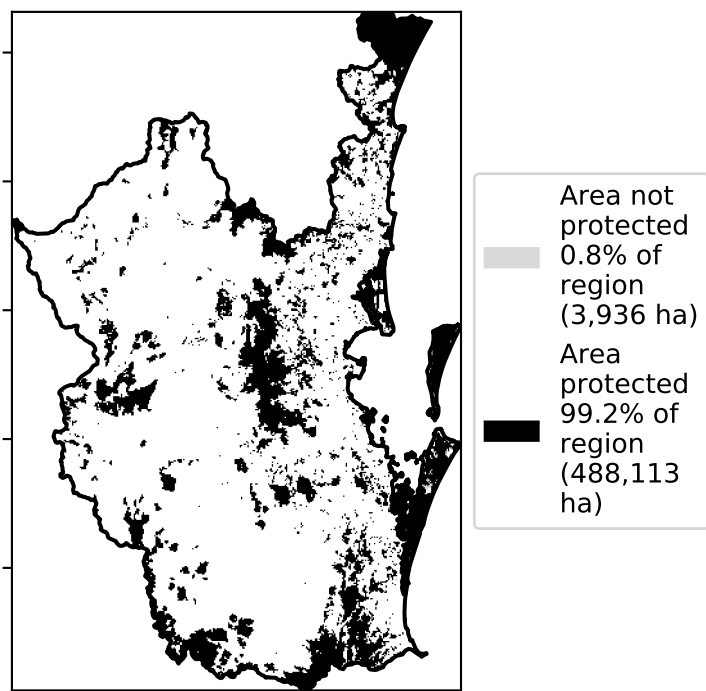 Area not
protected
0.8% of
region
(3,936 ha)
Area
protected
99.2% of
region
(488,113
ha)